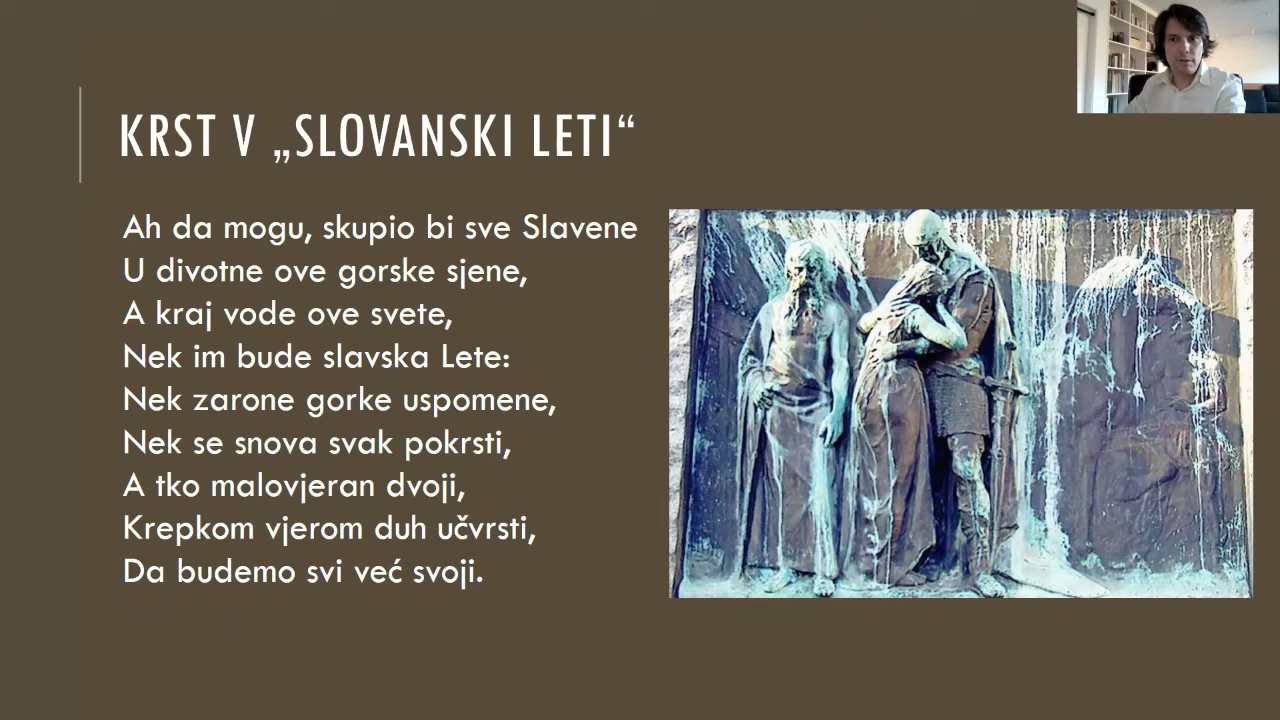 KRST V „SLOVANSKI LETI“
Ah da mogu, skupio bi sve Slavene
U divotne ove gorske sjene,
A kraj vode ove svete,
Nek im bude slavska Lete:
Nek zarone gorke uspomene,
Nek se snova svak pokrsti,
A tko malovjeran dvoji,
Krepkom vjerom duh učvrsti,
Da budemo svi već svoji.